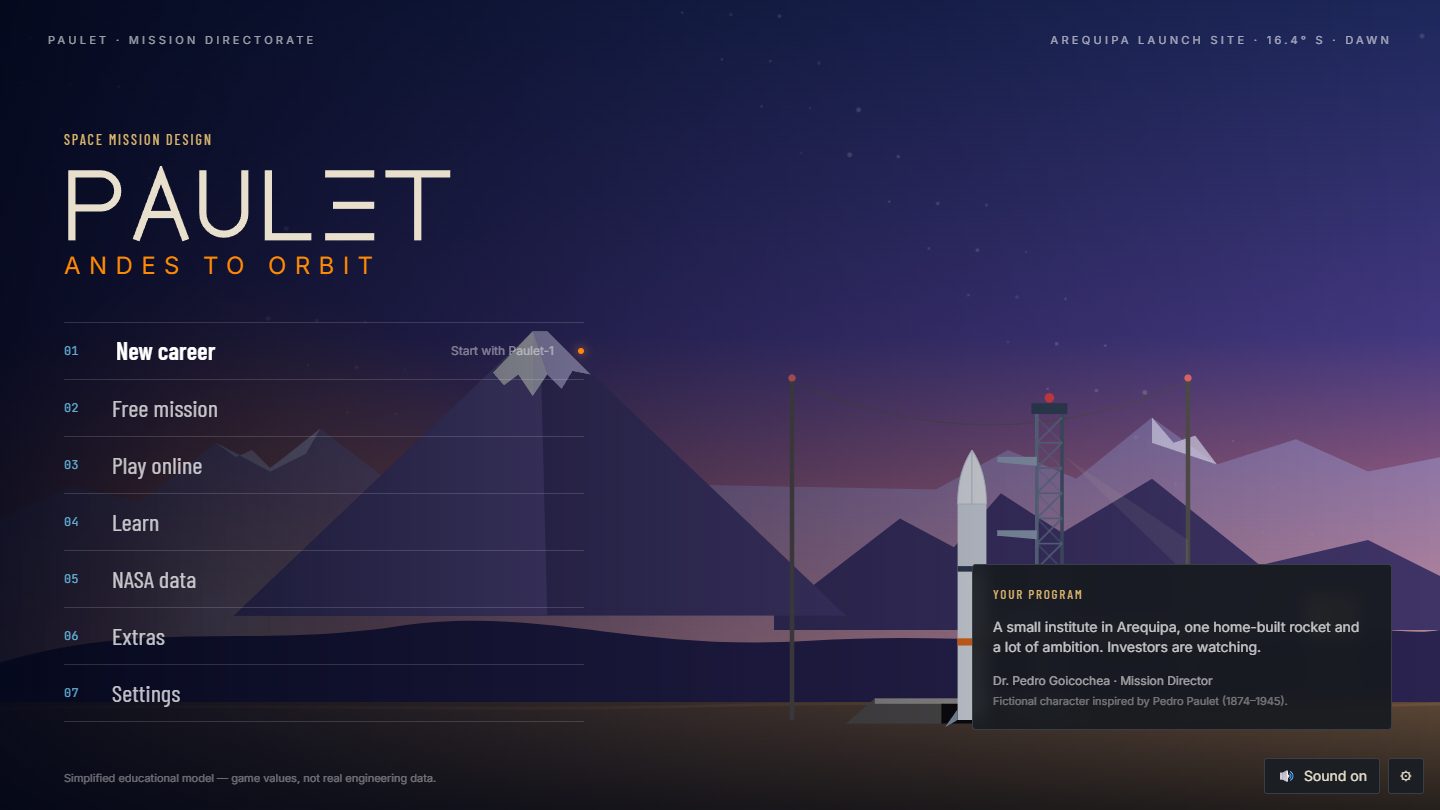 PAULET · MISSION DIRECTORATE
AREQUIPA LAUNCH SITE · 16.4° S · DAWN
SPACE MISSION DESIGN
PAULET
ANDES TO ORBIT
01 New career Start with Paulet-1
02 Free mission
03 Play online
04 Learn
05 NASA data
06 Extras
07 Settings
YOUR PROGRAM
A small institute in Arequipa, one home-built rocket and
a lot of ambition. Investors are watching.
Dr. Pedro Goicochea · Mission Director
Fictional character inspired by Pedro Paulet (1874–1945).
Simplified educational model — game values, not real engineering data.
Sound on